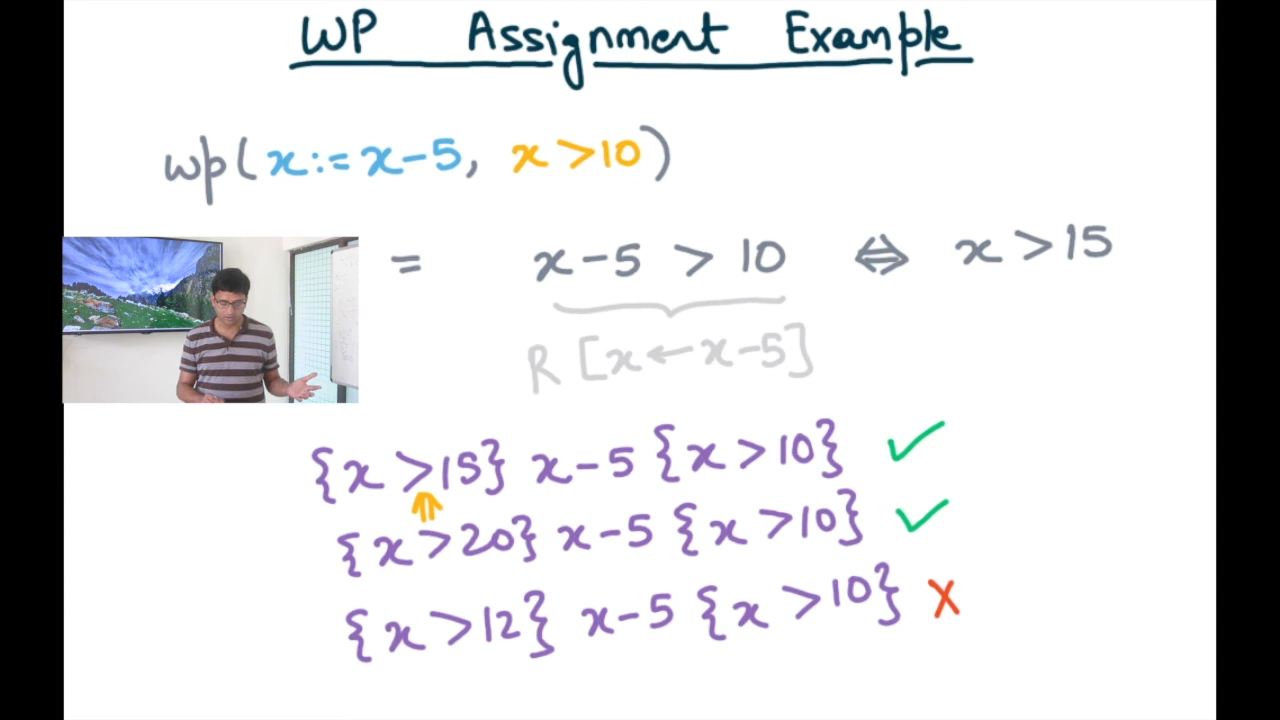 WP Assignment Example
wp(x:=x-5, x>10)
= x-5 > 10 ⇔ x>15
R [x←x-5]
{x>15} x-5 {x>10} ✓
⇑
{x>20} x-5 {x>10} ✓
{x>12} x-5 {x>10} X